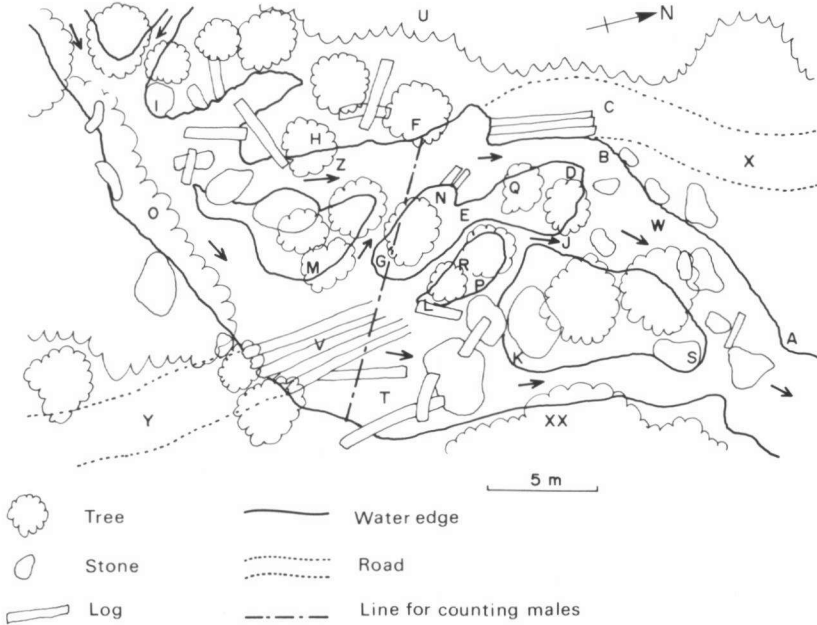 U
N
I
F
C
H
B
X
Z
Q
D
N
O
E
W
J
M
G
R
P
L
V
A
K
S
T
Y
XX
5 m
Tree
Water edge
Stone
Road
Log
Line for counting males